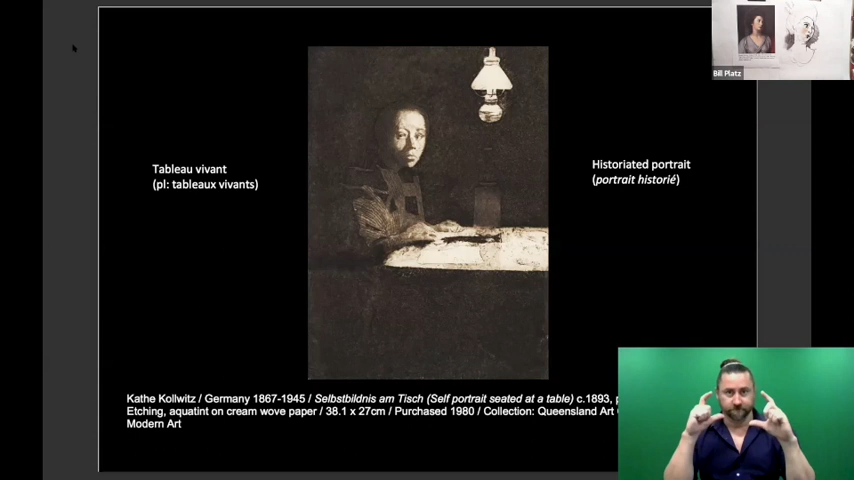 Bill Platz
Tableau vivant
(pl: tableaux vivants)
Historiated portrait
(portrait historié)
Kathe Kollwitz / Germany 1867-1945 / Selbstbildnis am Tisch (Self portrait seated at a table) c.1893,
Etching, aquatint on cream wove paper / 38.1 x 27cm / Purchased 1980 / Collection: Queensland Art
Modern Art